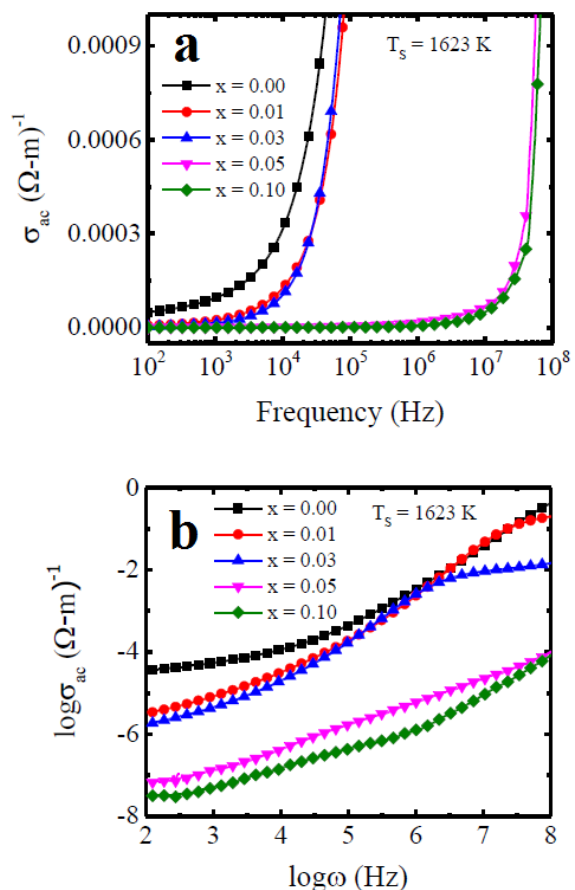 a
T_S = 1623 K
x = 0.00
x = 0.01
x = 0.03
x = 0.05
x = 0.10
σ_ac (Ω-m)^-1
0.0009
0.0006
0.0003
0.0000
10^2 10^3 10^4 10^5 10^6 10^7 10^8
Frequency (Hz)
b
T_S = 1623 K
x = 0.00
x = 0.01
x = 0.03
x = 0.05
x = 0.10
logσ_ac (Ω-m)^-1
0
-2
-4
-6
-8
2 3 4 5 6 7 8
logω (Hz)